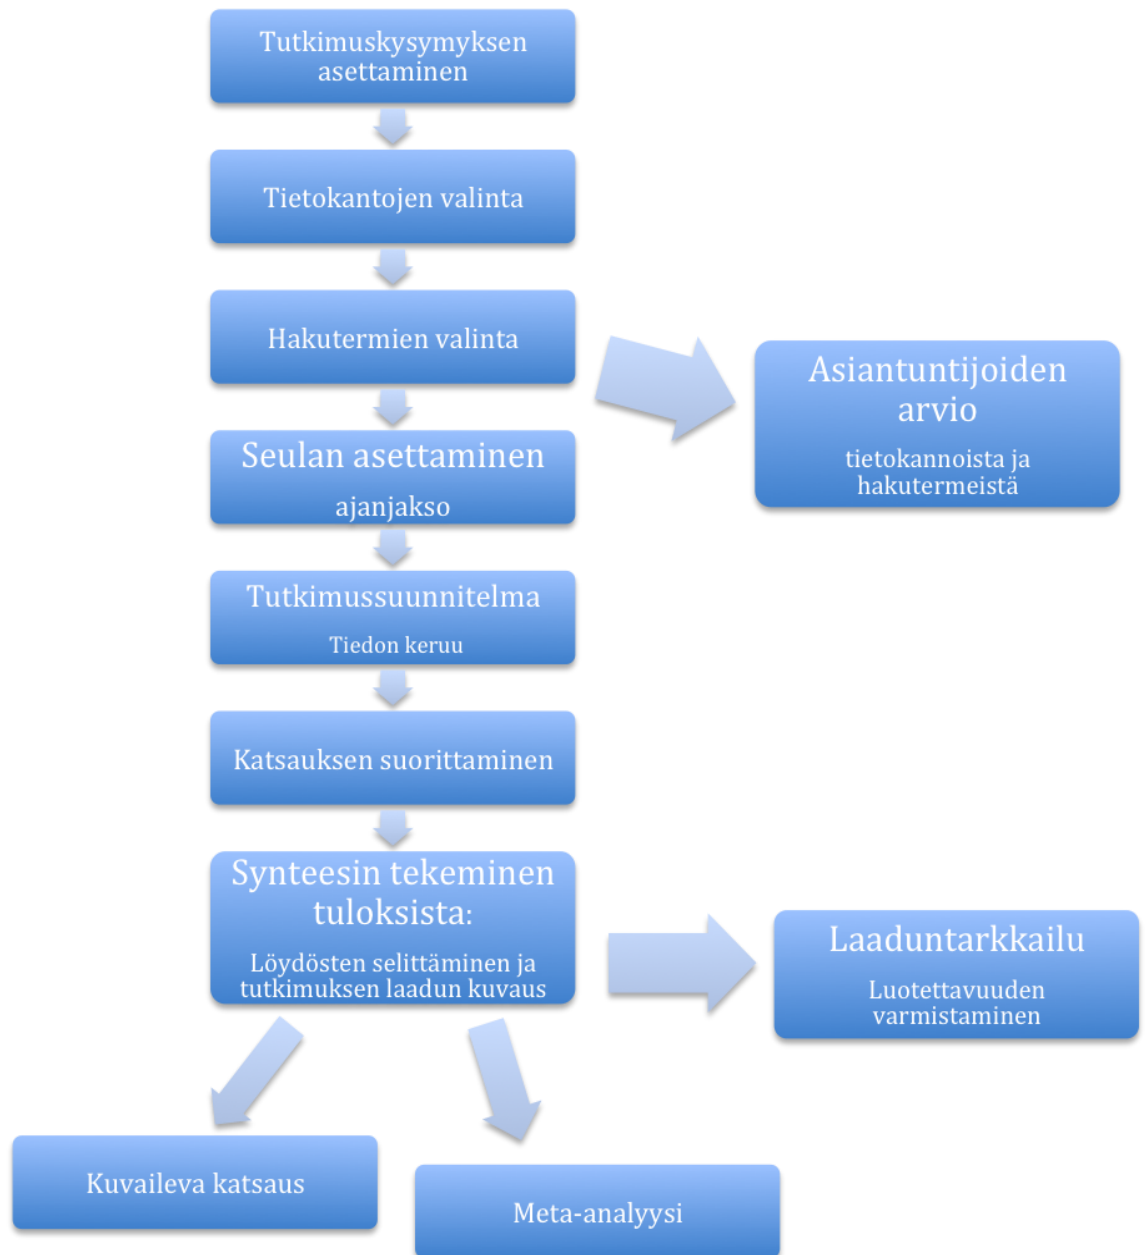 Tutkimuskysymyksen
asettaminen
Tietokantojen valinta
Hakutermien valinta
Asiantuntijoiden
arvio
tietokannoista ja
hakutermeistä
Seulan asettaminen
ajanjakso
Tutkimussuunnitelma
Tiedon keruu
Katsauksen suorittaminen
Synteesin tekeminen
tuloksista:
Löydösten selittäminen ja
tutkimuksen laadun kuvaus
Laaduntarkkailu
Luotettavuuden
varmistaminen
Kuvaileva katsaus
Meta-analyysi